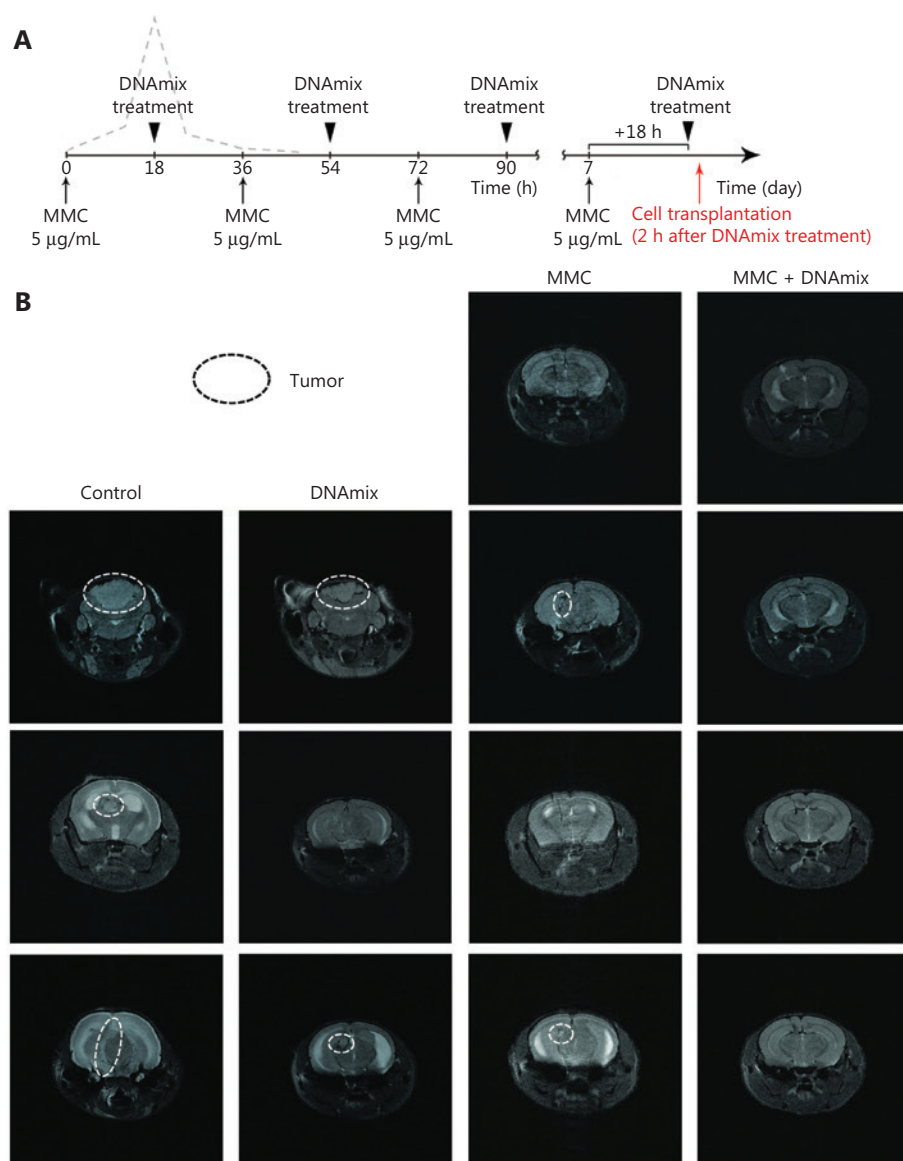 A
DNAmix treatment
DNAmix treatment
DNAmix treatment
DNAmix treatment
+18 h
0 18 36 54 72 90 7
Time (h) Time (day)
MMC 5 µg/mL
MMC 5 µg/mL
MMC 5 µg/mL
MMC 5 µg/mL
Cell transplantation
(2 h after DNAmix treatment)
B
MMC MMC + DNAmix
Tumor
Control DNAmix